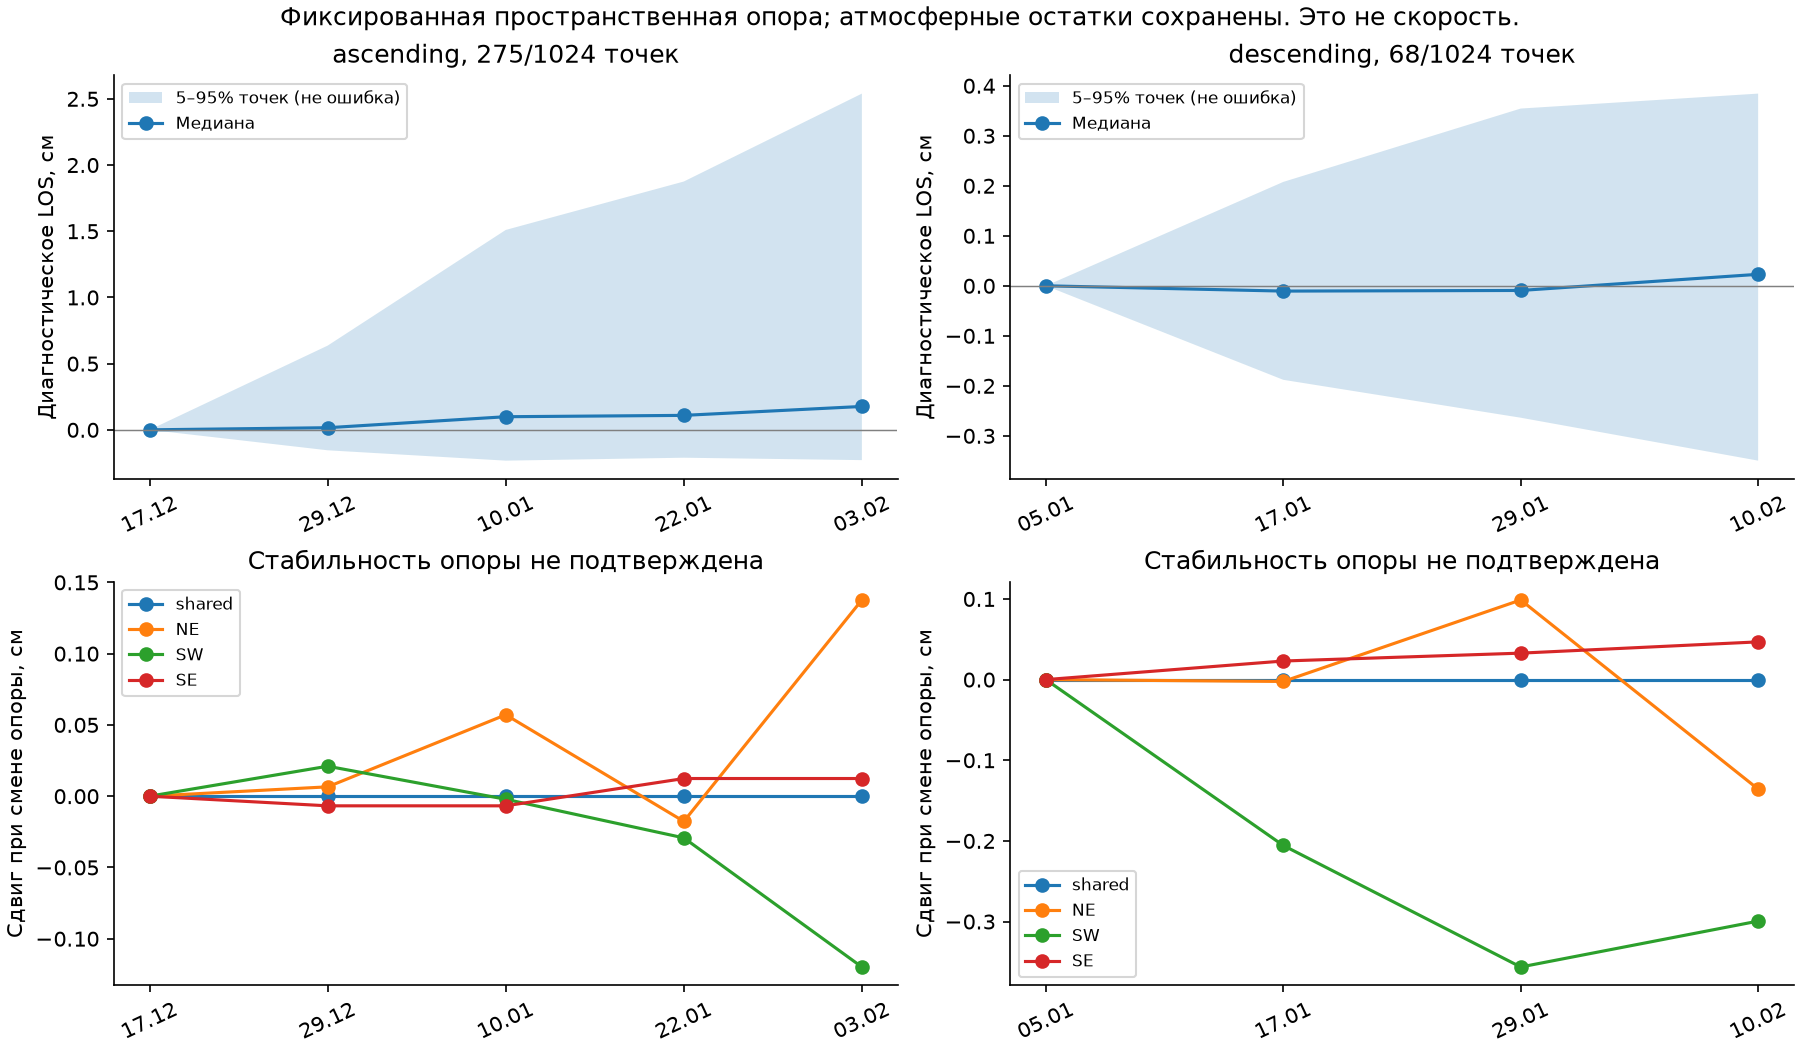 Фиксированная пространственная опора; атмосферные остатки сохранены. Это не скорость.
ascending, 275/1024 точек
Диагностическое LOS, см
2.5
2.0
1.5
1.0
0.5
0.0
5–95% точек (не ошибка)
Медиана
17.12
29.12
10.01
22.01
03.02
descending, 68/1024 точек
Диагностическое LOS, см
0.4
0.3
0.2
0.1
0.0
−0.1
−0.2
−0.3
5–95% точек (не ошибка)
Медиана
05.01
17.01
29.01
10.02
Стабильность опоры не подтверждена
Сдвиг при смене опоры, см
0.15
0.10
0.05
0.00
−0.05
−0.10
shared
NE
SW
SE
17.12
29.12
10.01
22.01
03.02
Стабильность опоры не подтверждена
Сдвиг при смене опоры, см
0.1
0.0
−0.1
−0.2
−0.3
shared
NE
SW
SE
05.01
17.01
29.01
10.02